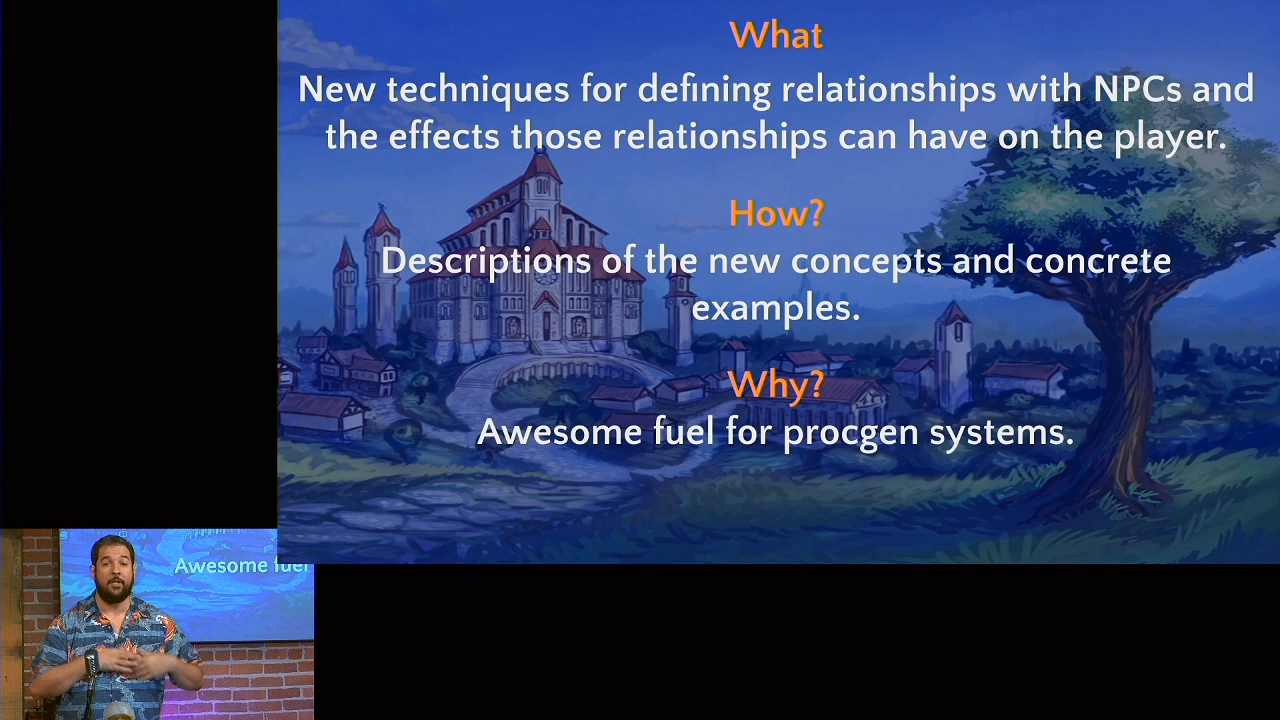 What
New techniques for defining relationships with NPCs and
the effects those relationships can have on the player.
How?
Descriptions of the new concepts and concrete
examples.
Why?
Awesome fuel for procgen systems.
Awesome fuel